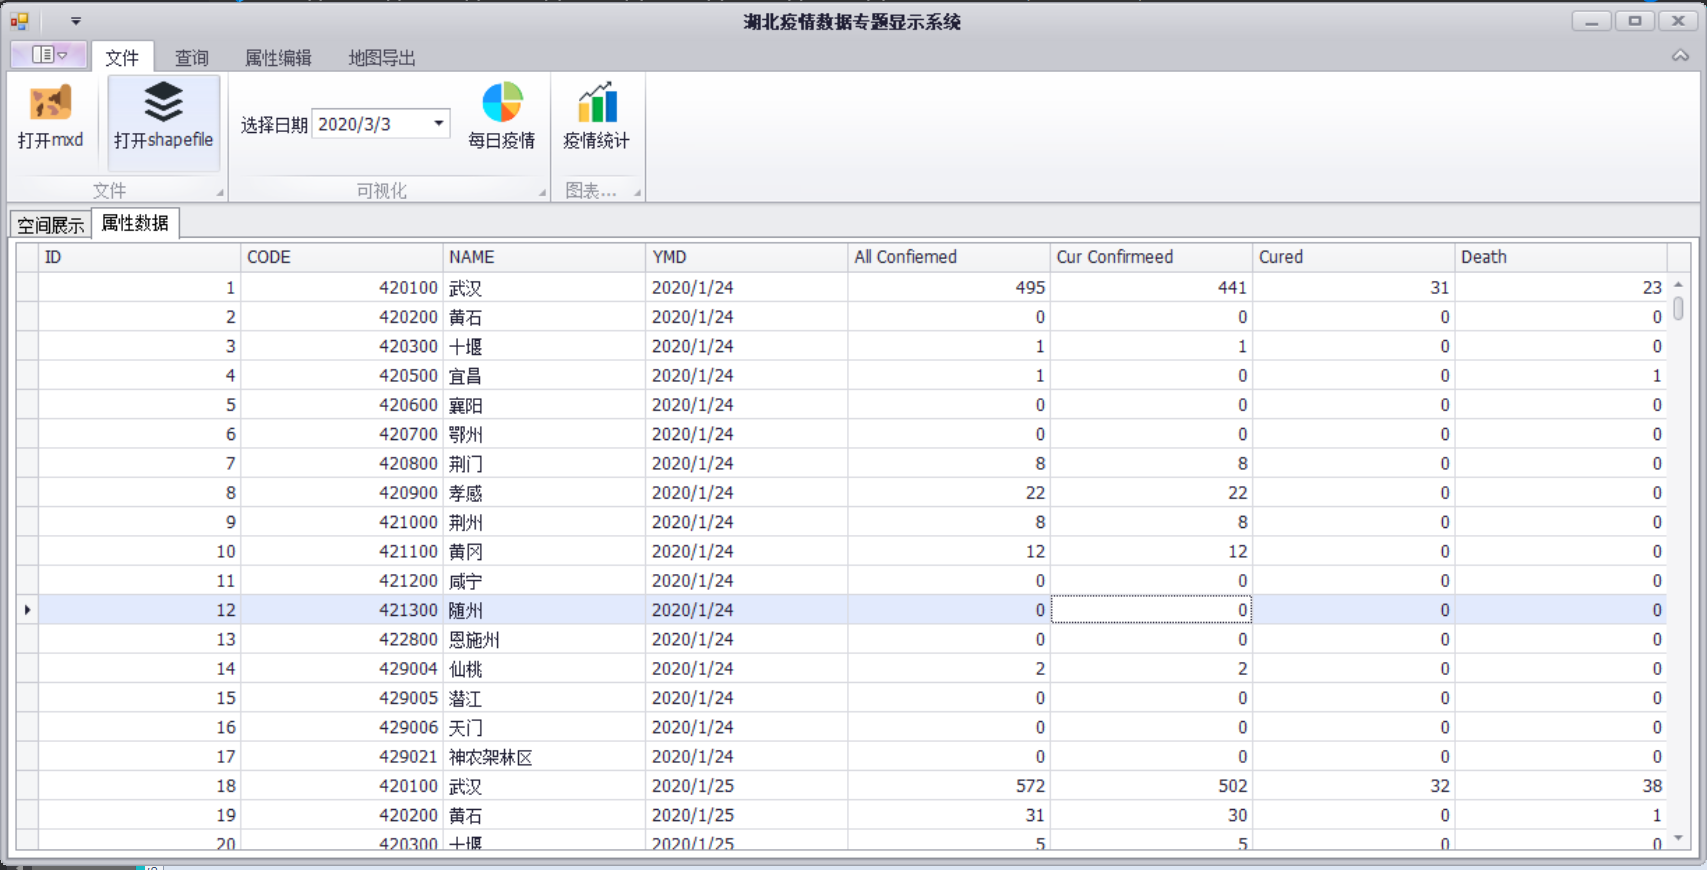 湖北疫情数据专题显示系统
文件 查询 属性编辑 地图导出
打开mxd 打开shapefile 选择日期 2020/3/3 每日疫情 疫情统计
文件 可视化 图表...
空间展示 属性数据
ID CODE NAME YMD All Confiemed Cur Confirmeed Cured Death
1 420100 武汉 2020/1/24 495 441 31 23
2 420200 黄石 2020/1/24 0 0 0 0
3 420300 十堰 2020/1/24 1 1 0 0
4 420500 宜昌 2020/1/24 1 0 0 1
5 420600 襄阳 2020/1/24 0 0 0 0
6 420700 鄂州 2020/1/24 0 0 0 0
7 420800 荆门 2020/1/24 8 8 0 0
8 420900 孝感 2020/1/24 22 22 0 0
9 421000 荆州 2020/1/24 8 8 0 0
10 421100 黄冈 2020/1/24 12 12 0 0
11 421200 咸宁 2020/1/24 0 0 0 0
12 421300 随州 2020/1/24 0 0 0 0
13 422800 恩施州 2020/1/24 0 0 0 0
14 429004 仙桃 2020/1/24 2 2 0 0
15 429005 潜江 2020/1/24 0 0 0 0
16 429006 天门 2020/1/24 0 0 0 0
17 429021 神农架林区 2020/1/24 0 0 0 0
18 420100 武汉 2020/1/25 572 502 32 38
19 420200 黄石 2020/1/25 31 30 0 1
20 420300 十堰 2020/1/25 5 5 0 0